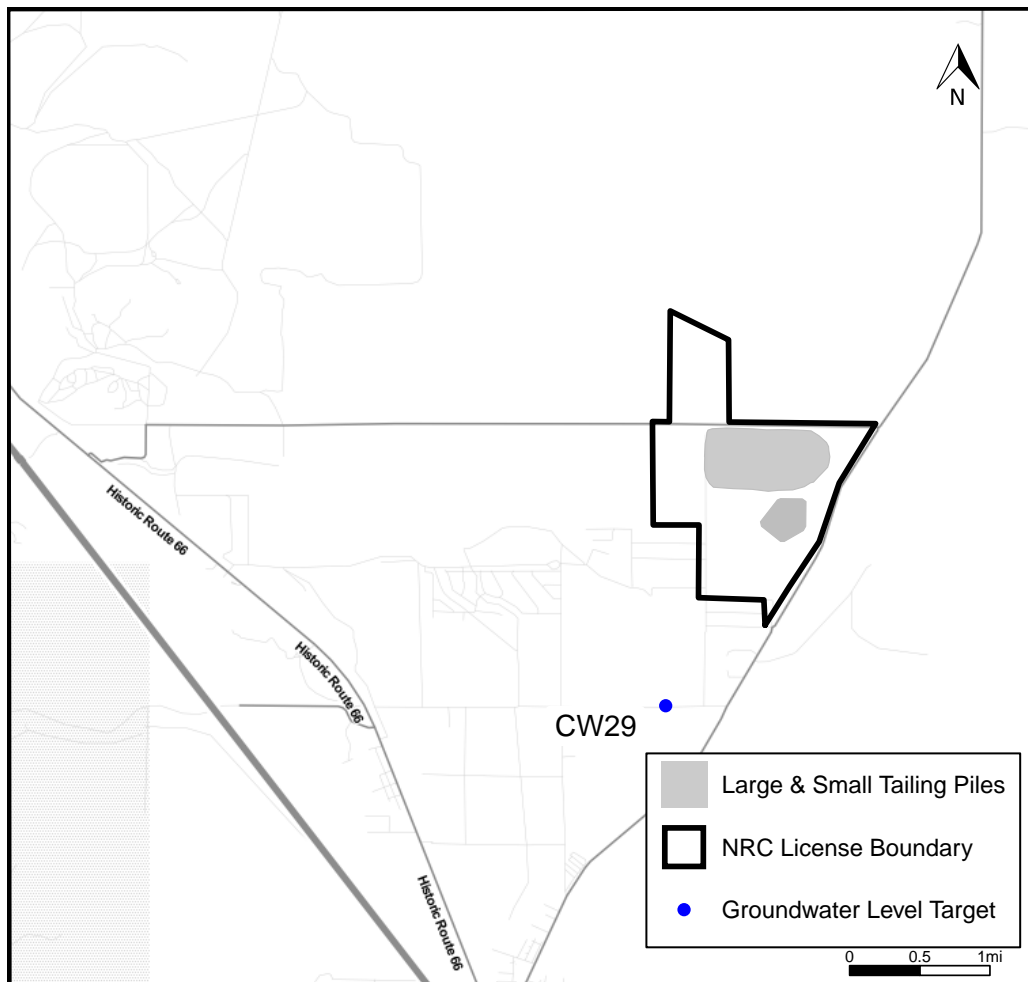 N
Historic Route 66
Historic Route 66
CW29
Large & Small Tailing Piles
NRC License Boundary
Historic Route 66
Groundwater Level Target
0 0.5 1mi